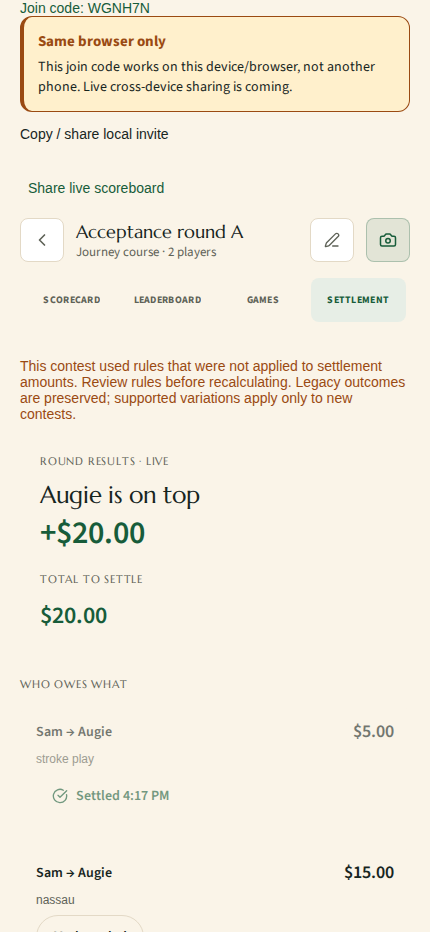 Join code: WGNH7N
Same browser only
This join code works on this device/browser, not another
phone. Live cross-device sharing is coming.
Copy / share local invite
Share live scoreboard
Acceptance round A
Journey course · 2 players
SCORECARD
LEADERBOARD
GAMES
SETTLEMENT
This contest used rules that were not applied to settlement
amounts. Review rules before recalculating. Legacy outcomes
are preserved; supported variations apply only to new
contests.
ROUND RESULTS · LIVE
Augie is on top
+$20.00
TOTAL TO SETTLE
$20.00
WHO OWES WHAT
Sam → Augie $5.00
stroke play
Settled 4:17 PM
Sam → Augie $15.00
nassau